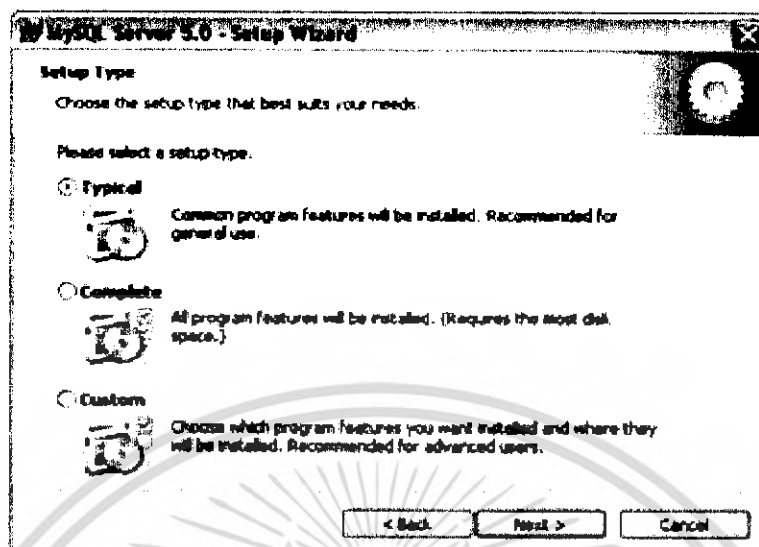 MySQL Server 5.0 - Setup Wizard
Setup Type
Choose the setup type that best suits your needs.
Please select a setup type.
Typical
Common program features will be installed. Recommended for
general use.
Complete
All program features will be installed. (Requires the most disk
space.)
Custom
Choose which program features you want installed and where they
will be installed. Recommended for advanced users.
< Back
Next >
Cancel